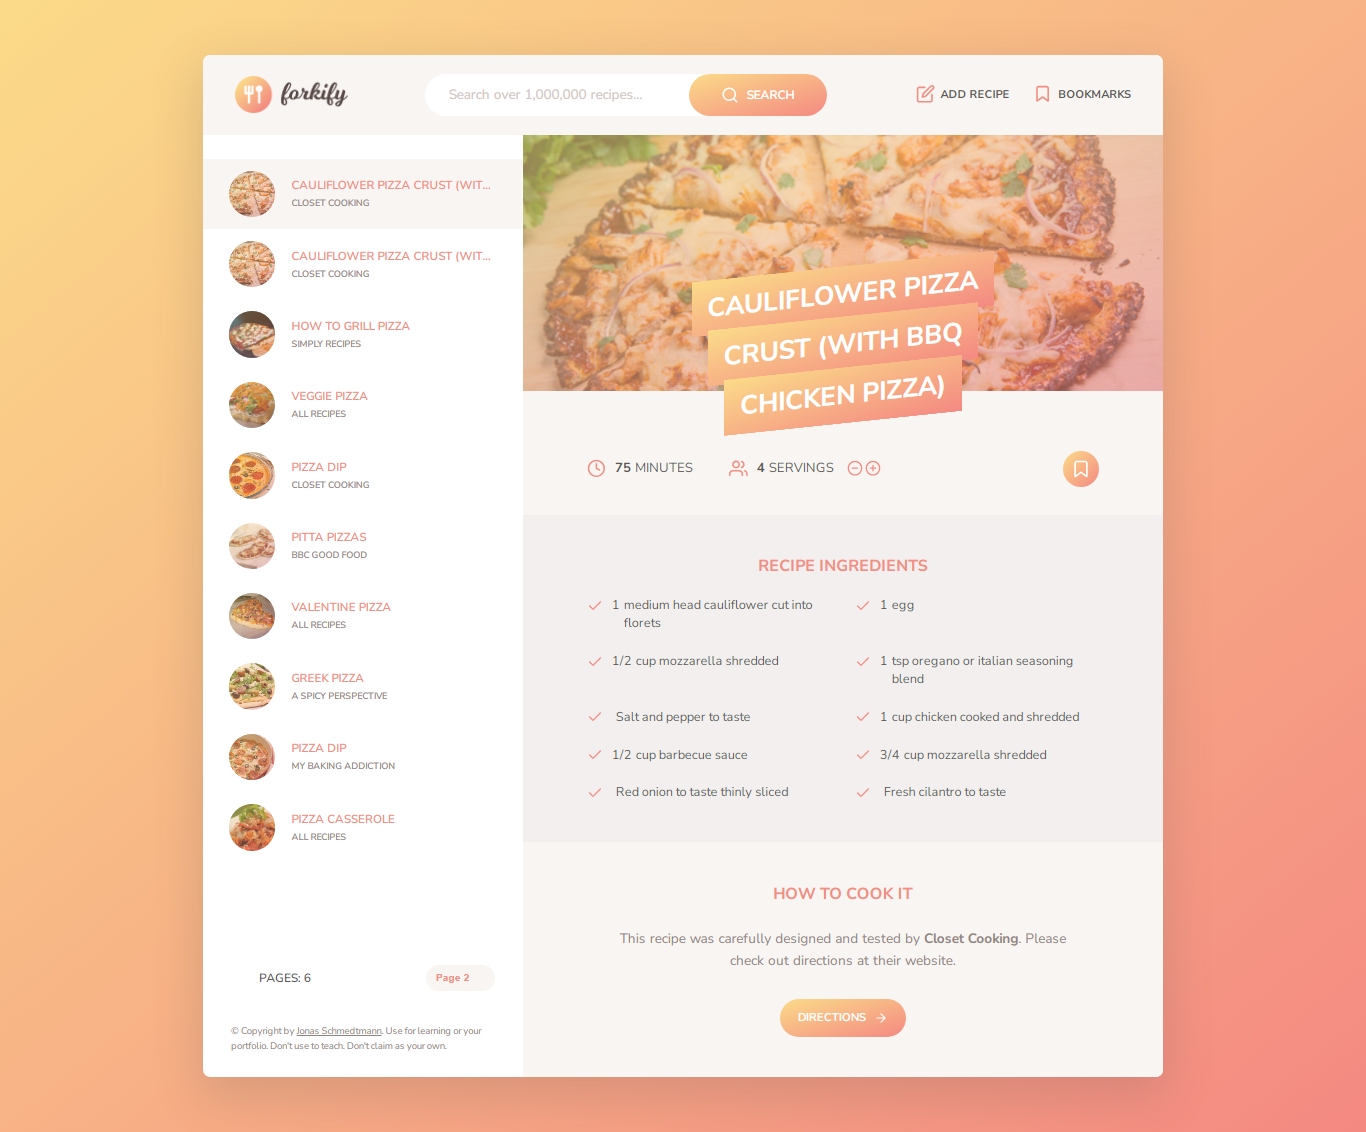 forkify
Search over 1,000,000 recipes...
SEARCH
ADD RECIPE
BOOKMARKS
CAULIFLOWER PIZZA CRUST (WIT...
CLOSET COOKING
CAULIFLOWER PIZZA CRUST (WIT...
CLOSET COOKING
HOW TO GRILL PIZZA
SIMPLY RECIPES
VEGGIE PIZZA
ALL RECIPES
PIZZA DIP
CLOSET COOKING
PITTA PIZZAS
BBC GOOD FOOD
VALENTINE PIZZA
ALL RECIPES
GREEK PIZZA
A SPICY PERSPECTIVE
PIZZA DIP
MY BAKING ADDICTION
PIZZA CASSEROLE
ALL RECIPES
PAGES: 6
Page 2
© Copyright by Jonas Schmedtmann. Use for learning or your
portfolio. Don't use to teach. Don't claim as your own.
CAULIFLOWER PIZZA
CRUST (WITH BBQ
CHICKEN PIZZA)
75 MINUTES
4 SERVINGS
RECIPE INGREDIENTS
1 medium head cauliflower cut into
florets
1 egg
1/2 cup mozzarella shredded
1 tsp oregano or italian seasoning
blend
Salt and pepper to taste
1 cup chicken cooked and shredded
1/2 cup barbecue sauce
3/4 cup mozzarella shredded
Red onion to taste thinly sliced
Fresh cilantro to taste
HOW TO COOK IT
This recipe was carefully designed and tested by Closet Cooking. Please
check out directions at their website.
DIRECTIONS